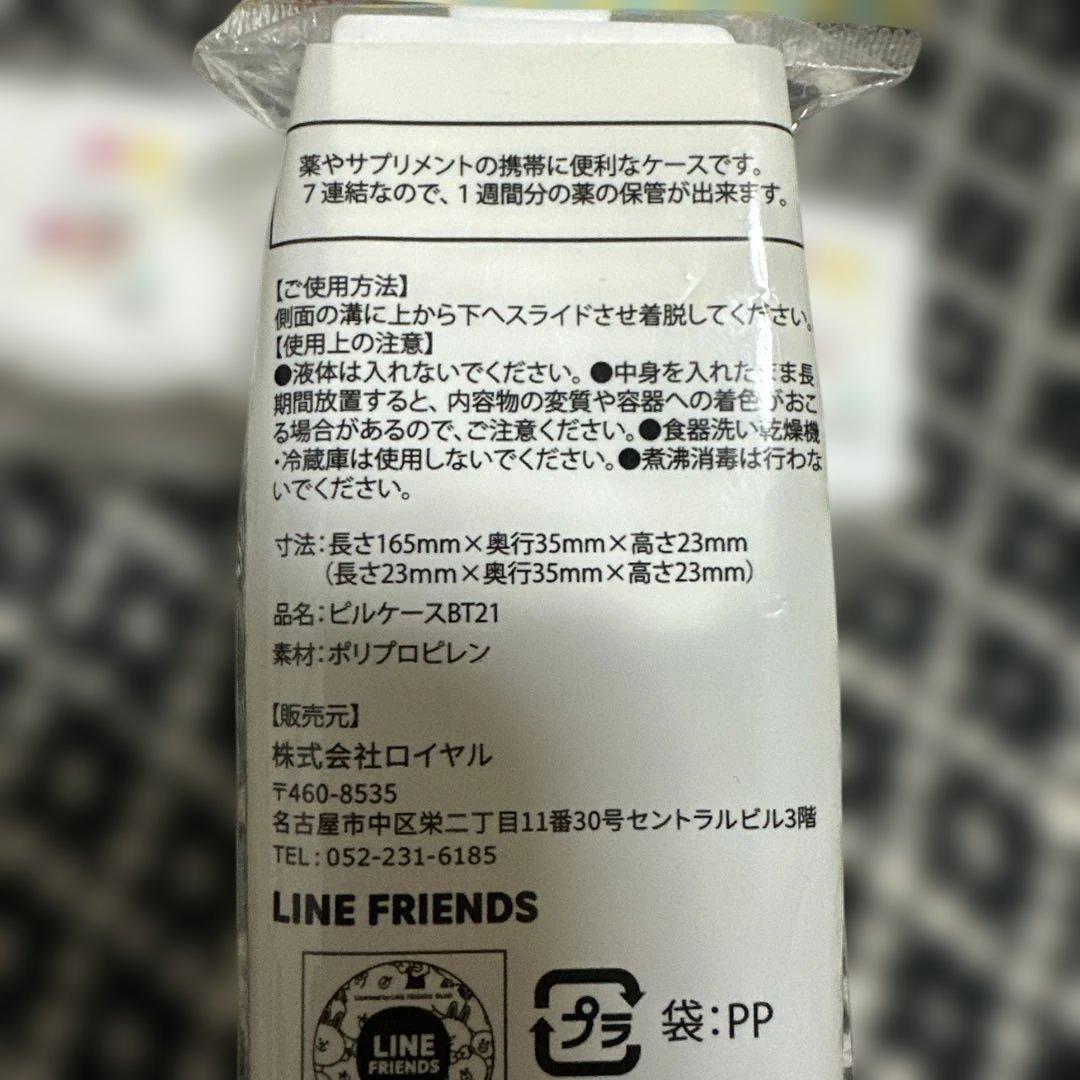 薬やサプリメントの携帯に便利なケースです。
７連結なので、１週間分の薬の保管が出来ます。
【ご使用方法】
側面の溝に上から下へスライドさせ着脱してください。
【使用上の注意】
●液体は入れないでください。●中身を入れたまま長
期間放置すると、内容物の変質や容器への着色がおこ
る場合があるので、ご注意ください。●食器洗い乾燥機
・冷蔵庫は使用しないでください。●煮沸消毒は行わな
いでください。
寸法：長さ165mm×奥行35mm×高さ23mm
（長さ23mm×奥行35mm×高さ23mm）
品名：ピルケースBT21
素材：ポリプロピレン
【販売元】
株式会社ロイヤル
〒460-8535
名古屋市中区栄二丁目11番30号セントラルビル3階
TEL：052-231-6185
LINE FRIENDS
LINE
FRIENDS
プラ
袋：PP